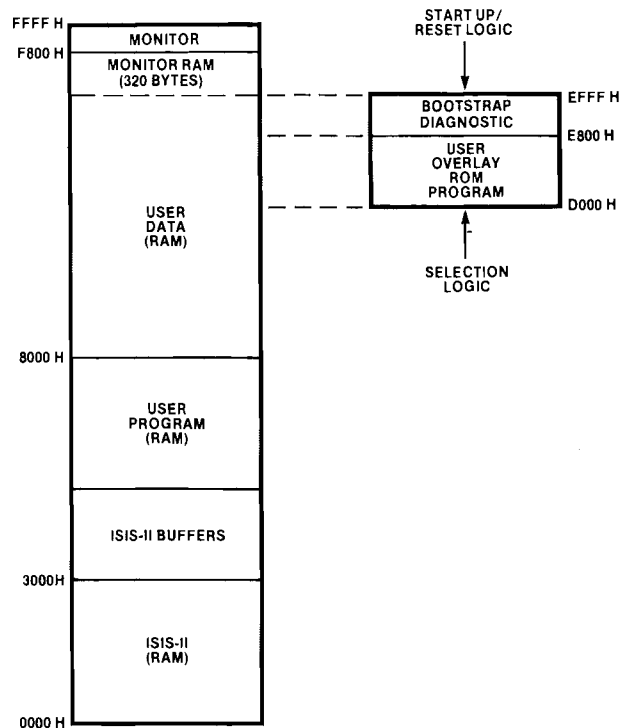 FFFF H
MONITOR
F800 H
MONITOR RAM
(320 BYTES)
USER
DATA
(RAM)
8000 H
USER
PROGRAM
(RAM)
ISIS-II BUFFERS
3000H
ISIS-II
(RAM)
0000 H
START UP/
RESET LOGIC
EFFF H
BOOTSTRAP
DIAGNOSTIC
E800 H
USER
OVERLAY
ROM
PROGRAM
D000 H
SELECTION
LOGIC